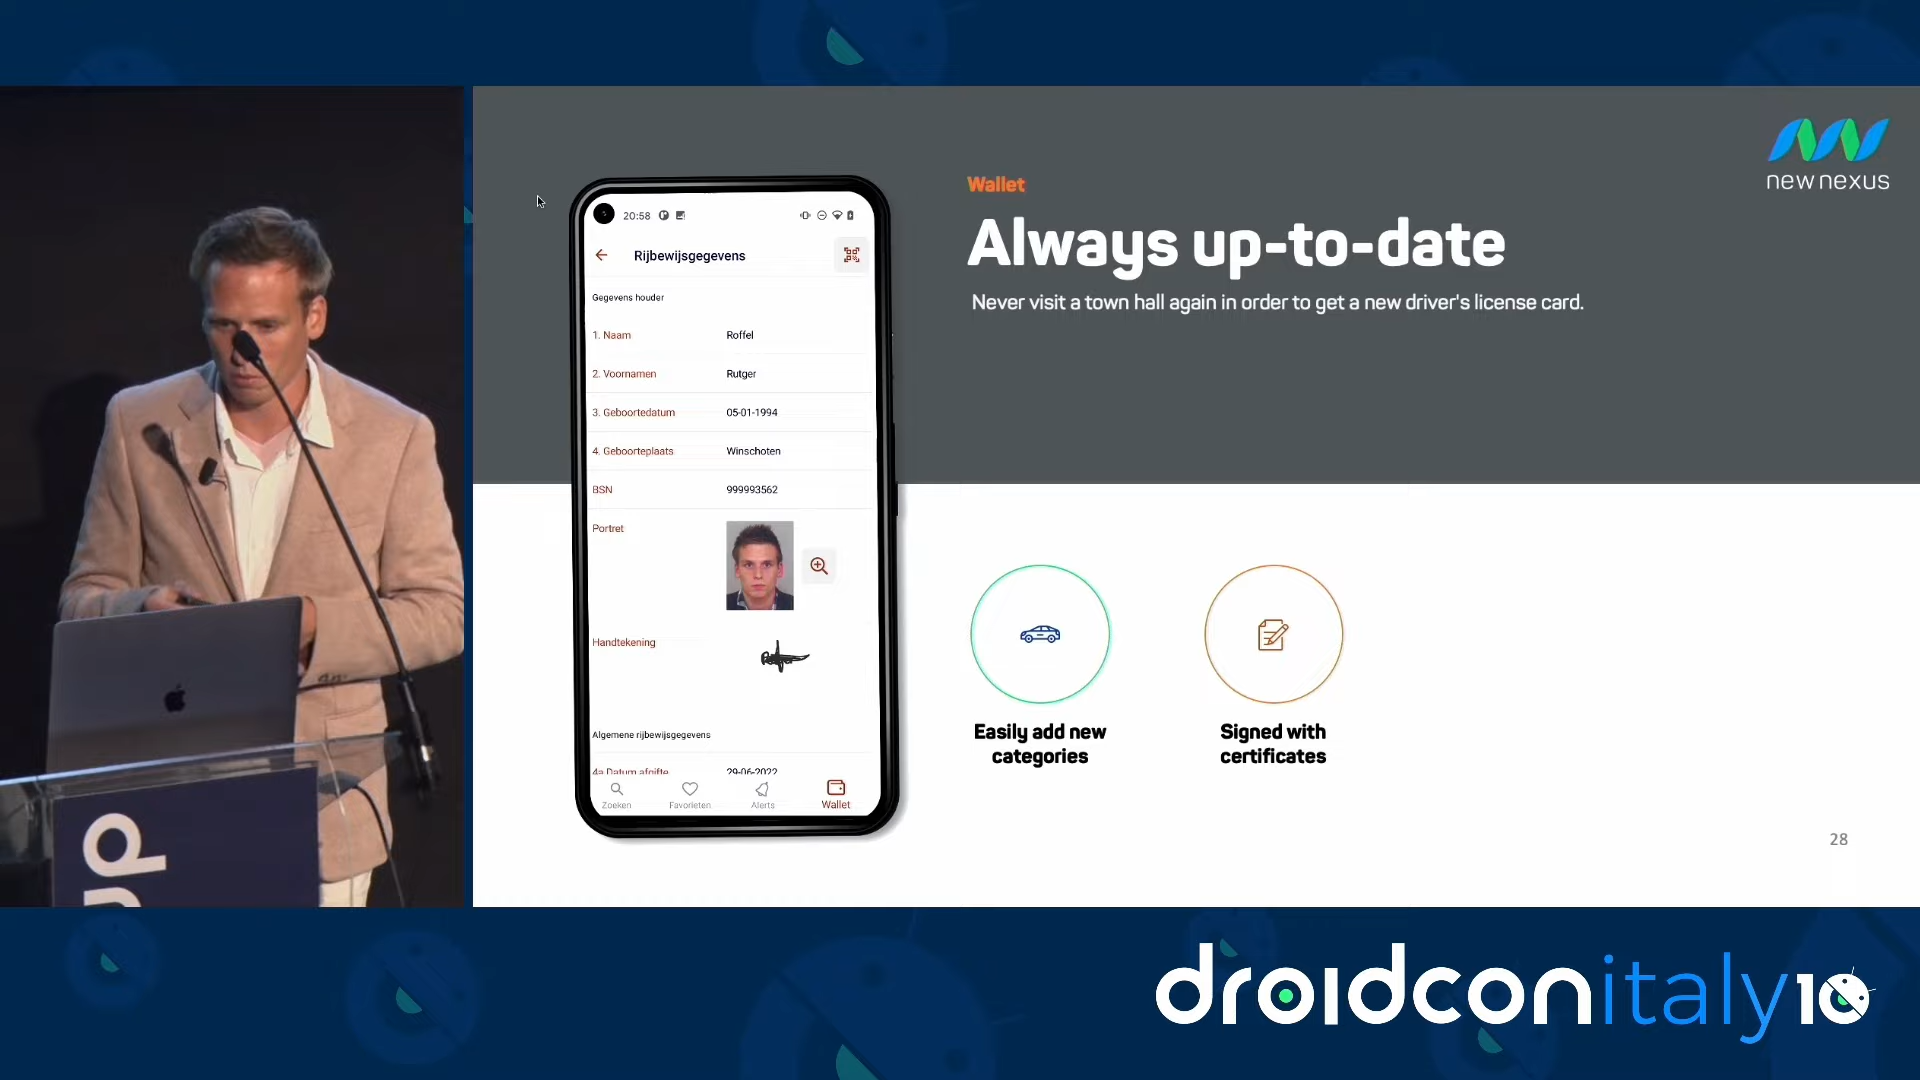 Wallet
Always up-to-date
Never visit a town hall again in order to get a new driver's license card.
new nexus
20:58
Rijbewijsgegevens
Gegevens houder
1. Naam Roffel
2. Voornamen Rutger
3. Geboortedatum 05-01-1994
4. Geboorteplaats Winschoten
BSN 999993562
Portret
Handtekening
Algemene rijbewijsgegevens
4a Datum afgifte 29-06-2022
Zoeken Favorieten Alerts Wallet
Easily add new
categories
Signed with
certificates
28
up
droidconitaly10